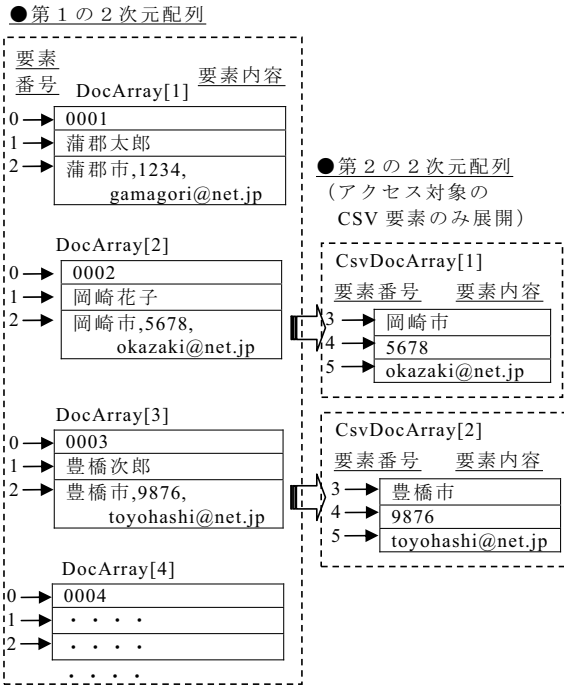 ●第１の２次元配列
要素
番号
DocArray[1]
要素内容
0
0001
1
蒲郡太郎
2
蒲郡市,1234,
gamagori@net.jp
DocArray[2]
0
0002
1
岡崎花子
2
岡崎市,5678,
okazaki@net.jp
DocArray[3]
0
0003
1
豊橋次郎
2
豊橋市,9876,
toyohashi@net.jp
DocArray[4]
0
0004
1
・・・・
2
・・・・
・・・・
●第２の２次元配列
（アクセス対象の
CSV 要素のみ展開）
CsvDocArray[1]
要素番号　要素内容
3
岡崎市
4
5678
5
okazaki@net.jp
CsvDocArray[2]
要素番号　要素内容
3
豊橋市
4
9876
5
toyohashi@net.jp